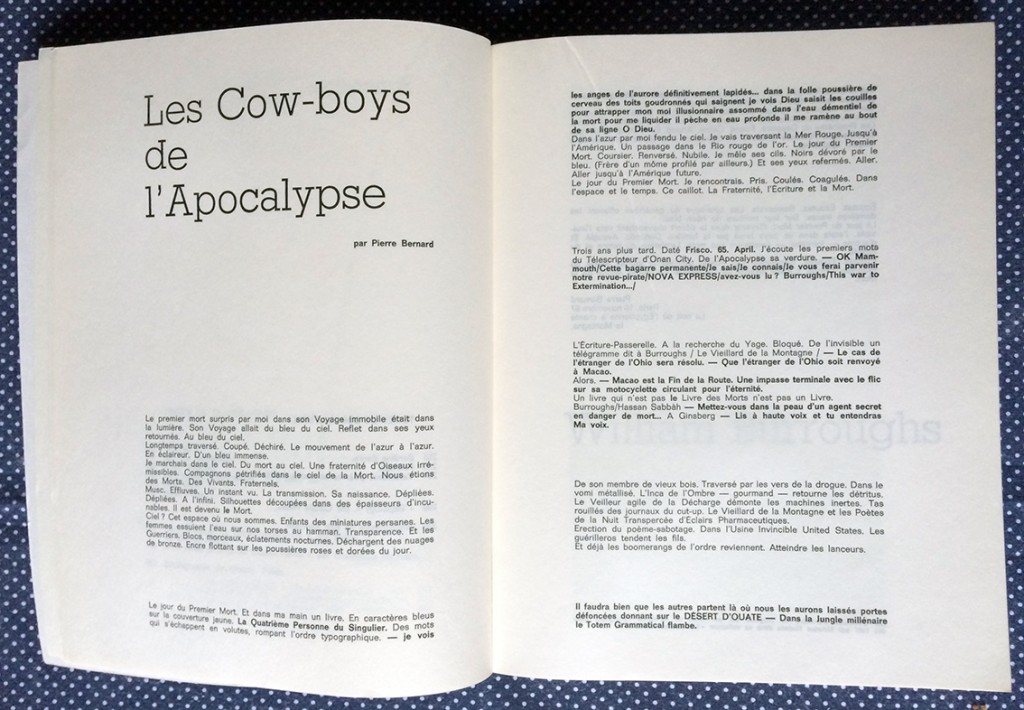 Les Cow-boys
de
l'Apocalypse
par Pierre Bernard
Le premier mort surpris par moi dans son Voyage immobile était dans
la lumière. Son Voyage allait du bleu du ciel. Reflet dans ses yeux
retournés. Au bleu du ciel.
Longtemps traversé. Coupé. Déchiré. Le mouvement de l'azur à l'azur.
En éclaireur. D'un bleu immense.
Je marchais dans le ciel. Du mort au ciel. Une fraternité d'Oiseaux irré-
missibles. Compagnons pétrifiés dans le ciel de la Mort. Nous étions
des Morts. Des Vivants. Fraternels.
Musc. Effluves. Un instant vu. La transmission. Sa naissance. Dépliées.
Dépliées. A l'infini. Silhouettes découpées dans des épaisseurs d'incu-
nables. Il est devenu le Mort.
Ciel ? Cet espace où nous sommes. Enfants des miniatures persanes. Les
femmes essuient l'eau sur nos torses au hammam. Transparence. Et les
Guerriers. Blocs, morceaux, éclatements nocturnes. Déchargent des nuages
de bronze. Encre flottant sur les poussières roses et dorées du jour.
Le jour du Premier Mort. Et dans ma main un livre. En caractères bleus
sur la couverture jaune. La Quatrième Personne du Singulier. Des mots
qui s'échappent en volutes, rompant l'ordre typographique. — je vois
les anges de l'aurore définitivement lapidés... dans la folle poussière de
cerveau des toits goudronnés qui saignent je vois Dieu saisit les couilles
pour attrapper mon moi illusionnaire assommé dans l'eau démentiel de
la mort pour me liquider il pèche en eau profonde il me ramène au bout
de sa ligne O Dieu.
Dans l'azur par moi fondu le ciel. Je vais traversant la Mer Rouge. Jusqu'à
l'Amérique. Un passage dans le Rio rouge de l'or. Le jour du Premier
Mort. Coursier. Renversé. Nubile. Je mêle ses cils. Noirs dévoré par le
bleu. (Frère d'un môme profilé par ailleurs.) Et ses yeux refermés. Aller.
Aller jusqu'à l'Amérique future.
Le jour du Premier Mort. Je rencontrais. Pris. Coulés. Coagulés. Dans
l'espace et le temps. Ce caillot. La Fraternité, l'Écriture et la Mort.
Trois ans plus tard. Daté Frisco. 65. April. J'écoute les premiers mots
du Télescripteur d'Onan City. De l'Apocalypse sa verdure. — OK Mam-
mouth/Cette bagarre permanente/Je sais/Je connais/Je vous ferai parvenir
notre revue-pirate/NOVA EXPRESS/avez-vous lu ? Burroughs/This war to
Extermination.../
L'Ecriture-Passerelle. A la recherche du Yage. Bloqué. De l'invisible un
télégramme dit à Burroughs / Le Vieillard de la Montagne / — Le cas de
l'étranger de l'Ohio sera résolu. — Que l'étranger de l'Ohio soit renvoyé
à Macao.
Alors. — Macao est la Fin de la Route. Une impasse terminale avec le flic
sur sa motocyclette circulant pour l'éternité.
Un livre qui n'est pas le Livre des Morts n'est pas un Livre.
Burroughs/Hassan Sabbàh — Mettez-vous dans la peau d'un agent secret
en danger de mort... A Ginsberg — Lis à haute voix et tu entendras
Ma voix.
De son membre de vieux bois. Traversé par les vers de la drogue. Dans le
vomi métallisé. L'Inca de l'Ombre — gourmand — retourne les détritus.
Le Veilleur agile de la Décharge démonte les machines inertes. Tas
rouillés des journaux du cut-up. Le Vieillard de la Montagne et les Poètes
de la Nuit Transpercée d'Eclairs Pharmaceutiques.
Erection du poème-sabotage. Dans l'Usine Invincible United States. Les
guérilleros tendent les fils.
Et déjà les boomerangs de l'ordre reviennent. Atteindre les lanceurs.
Il faudra bien que les autres partent là où nous les aurons laissés portes
défoncées donnant sur le DESERT D'OUATE — Dans la Jungle millénaire
le Totem Grammatical flambe.